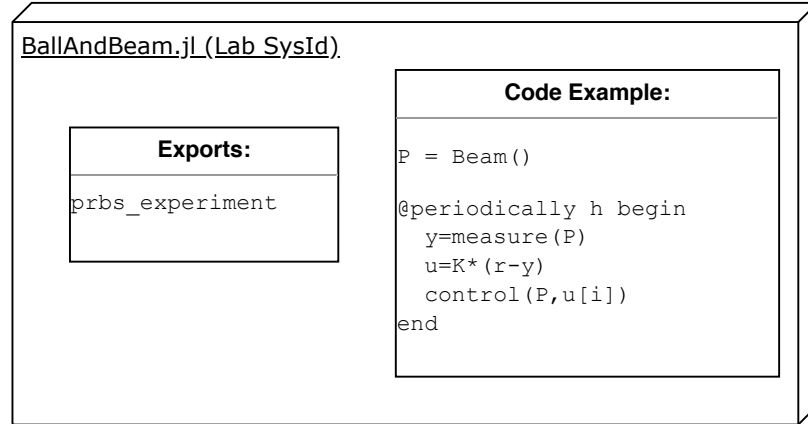 BallAndBeam.jl (Lab SysId)
Exports:
prbs_experiment
Code Example:
P = Beam()
@periodically h begin
  y=measure(P)
  u=K*(r-y)
  control(P,u[i])
end